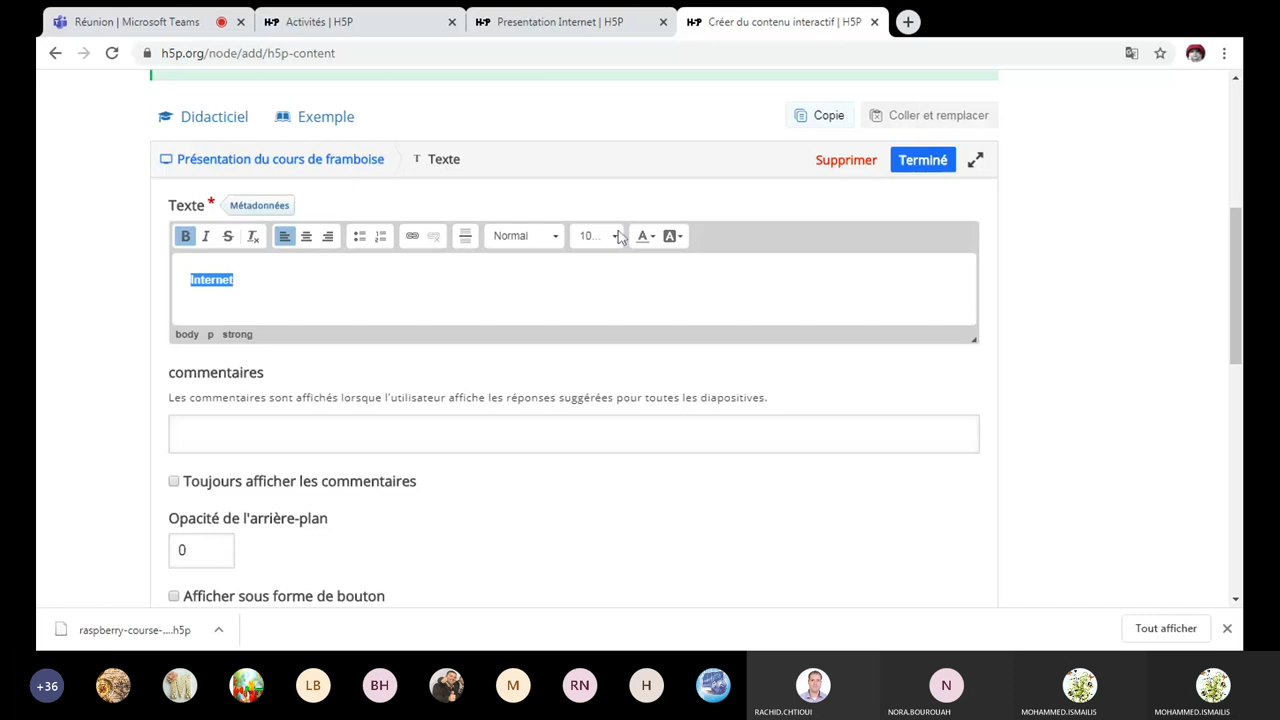 Réunion | Microsoft Teams
H-P Activités | H5P
H-P Presentation Internet | H5P
H-P Créer du contenu interactif | H5P
h5p.org/node/add/h5p-content
Didacticiel
Exemple
Copie
Coller et remplacer
Présentation du cours de framboise
T Texte
Supprimer
Terminé
Texte *
Métadonnées
B I S Tx
Normal
10...
A
A
Internet
body p strong
commentaires
Les commentaires sont affichés lorsque l'utilisateur affiche les réponses suggérées pour toutes les diapositives.
Toujours afficher les commentaires
Opacité de l'arrière-plan
0
Afficher sous forme de bouton
raspberry-course-....h5p
Tout afficher
+36
LB
BH
M
RN
H
N
RACHID.CHTIOUI
NORA.BOUROUAH
MOHAMMED.ISMAILIS
MOHAMMED.ISMAILIS